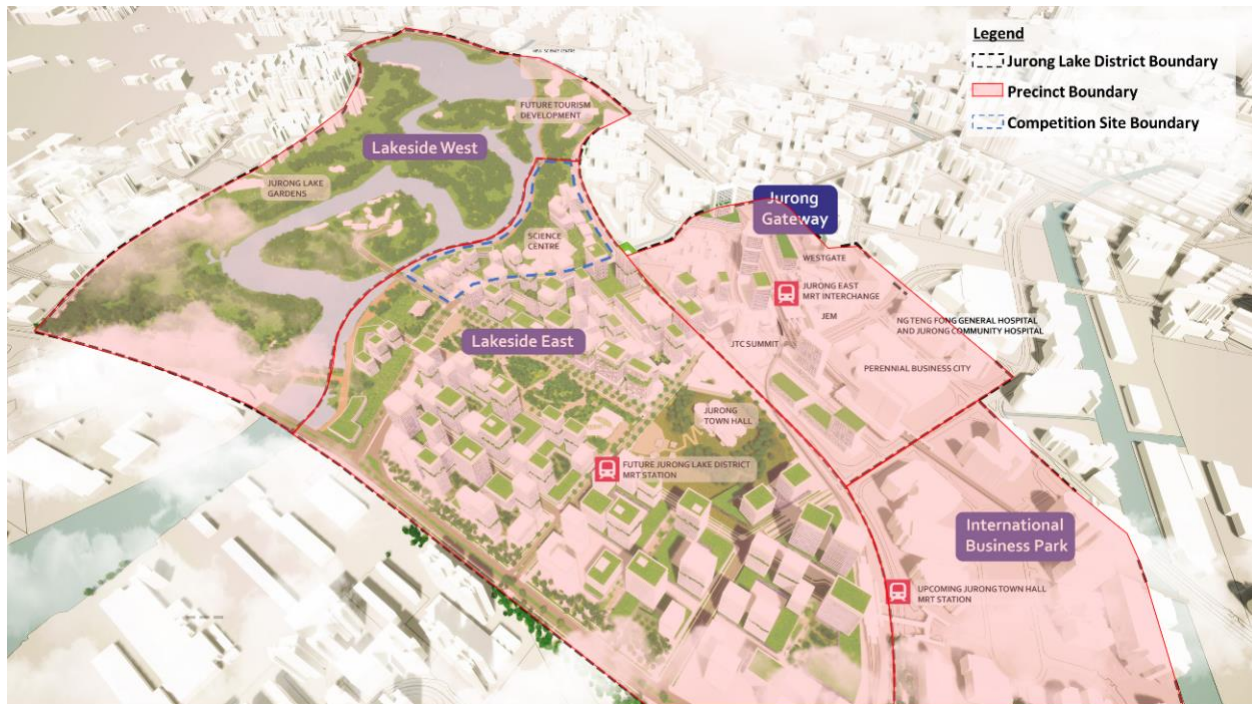 Legend
Jurong Lake District Boundary
Precinct Boundary
Competition Site Boundary
FUTURE TOURISM
DEVELOPMENT
Lakeside West
JURONG LAKE
GARDENS
SCIENCE
CENTRE
Jurong
Gateway
WESTGATE
JURONG EAST
MRT INTERCHANGE
JEM
NG TENG FONG GENERAL HOSPITAL
AND JURONG COMMUNITY HOSPITAL
JTC SUMMIT
PERENNIAL BUSINESS CITY
Lakeside East
JURONG
TOWN HALL
FUTURE JURONG LAKE DISTRICT
MRT STATION
International
Business Park
UPCOMING JURONG TOWN HALL
MRT STATION